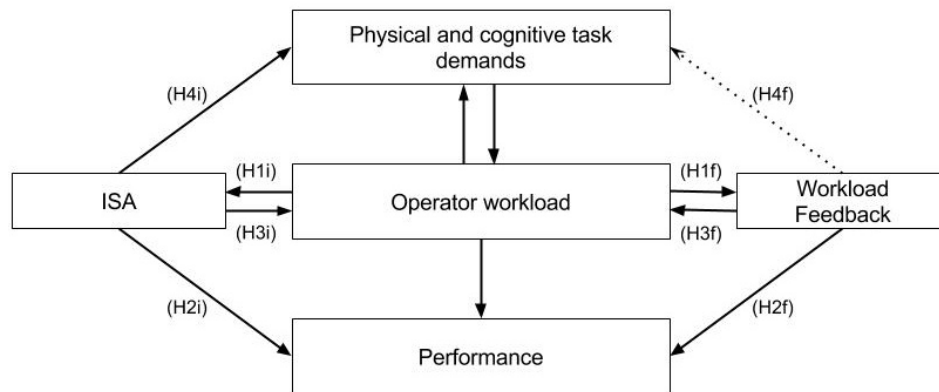 Physical and cognitive task
demands
(H4i)
(H4f)
(H1i)
(H1f)
ISA
Operator workload
Workload
Feedback
(H3i)
(H3f)
(H2i)
(H2f)
Performance